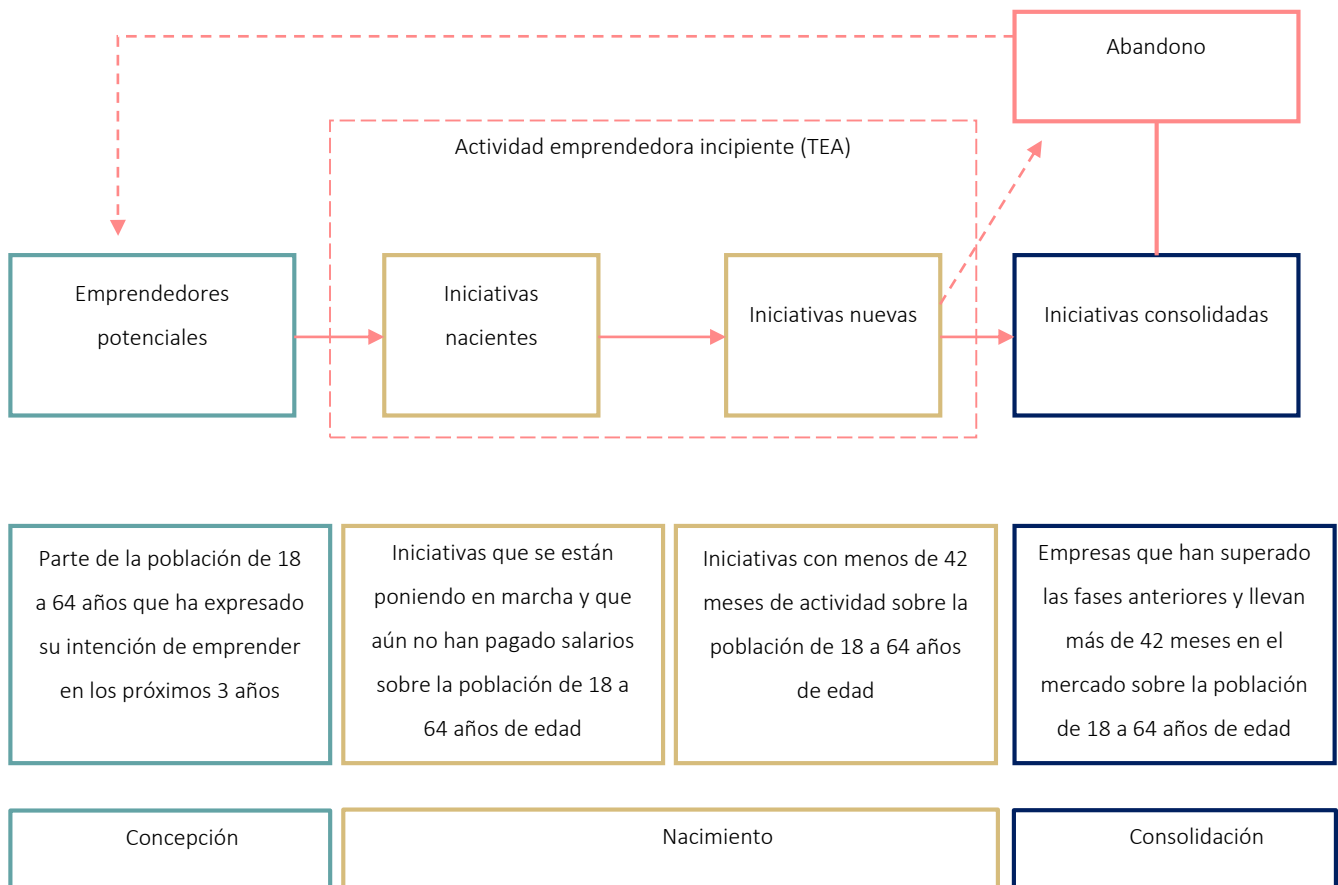 Abandono
Actividad emprendedora incipiente (TEA)
Emprendedores
potenciales
Iniciativas
nacientes
Iniciativas nuevas
Iniciativas consolidadas
Parte de la población de 18
a 64 años que ha expresado
su intención de emprender
en los próximos 3 años
Iniciativas que se están
poniendo en marcha y que
aún no han pagado salarios
sobre la población de 18 a
64 años de edad
Iniciativas con menos de 42
meses de actividad sobre la
población de 18 a 64 años
de edad
Empresas que han superado
las fases anteriores y llevan
más de 42 meses en el
mercado sobre la población
de 18 a 64 años de edad
Concepción
Nacimiento
Consolidación